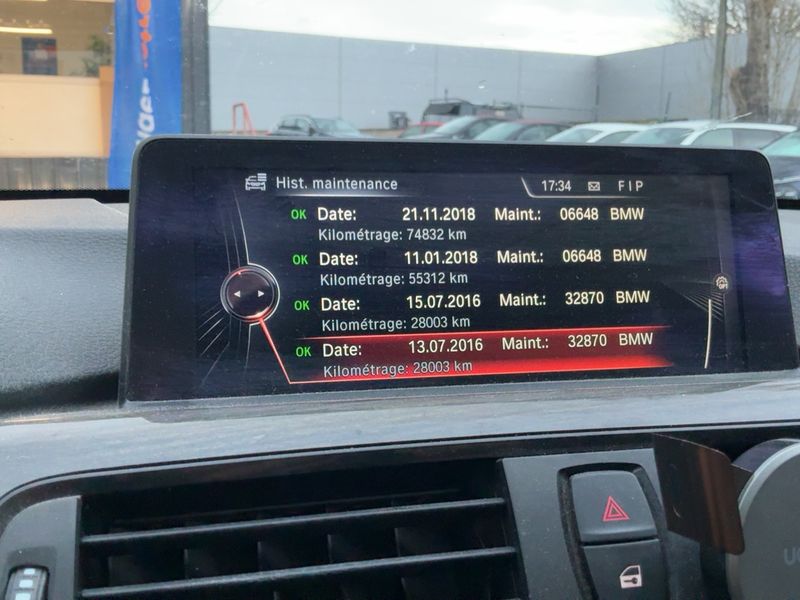 Hist. maintenance 17:34 FIP
OK Date: 21.11.2018 Maint.: 06648 BMW
Kilométrage: 74832 km
OK Date: 11.01.2018 Maint.: 06648 BMW
Kilométrage: 55312 km
OK Date: 15.07.2016 Maint.: 32870 BMW
Kilométrage: 28003 km
OK Date: 13.07.2016 Maint.: 32870 BMW
Kilométrage: 28003 km
OPT